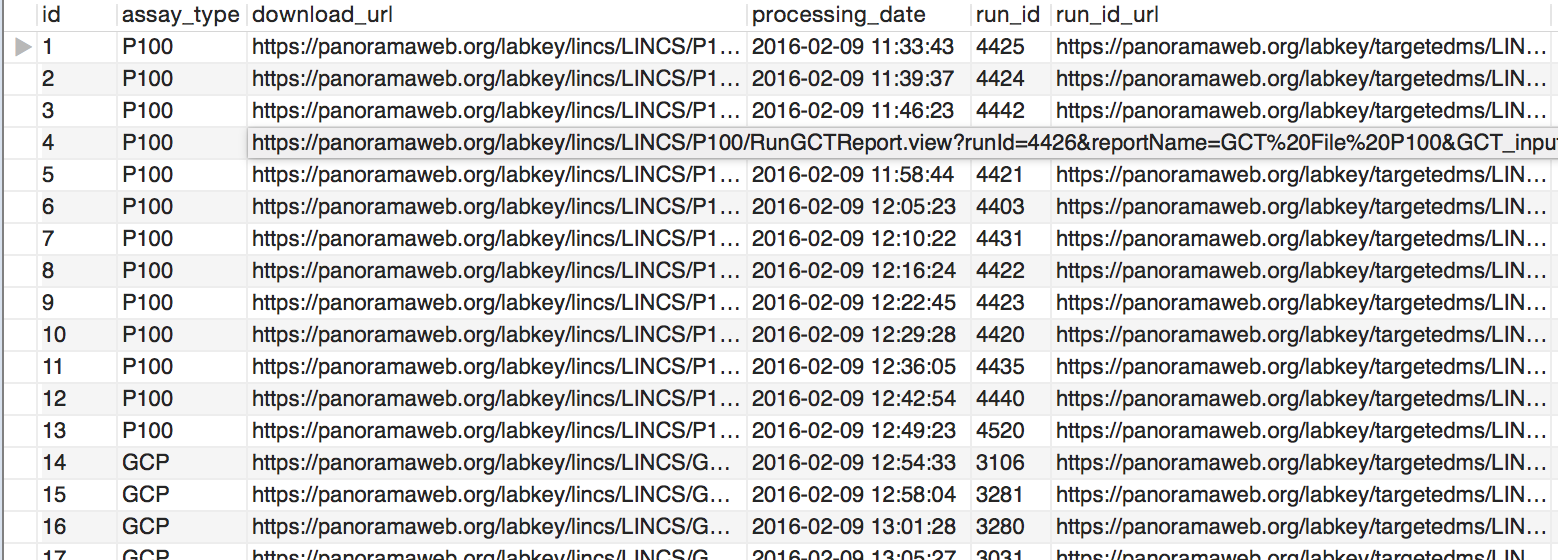 id assay_type download_url processing_date run_id run_id_url
1 P100 https://panoramaweb.org/labkey/lincs/LINCS/P1... 2016-02-09 11:33:43 4425 https://panoramaweb.org/labkey/targetedms/LIN...
2 P100 https://panoramaweb.org/labkey/lincs/LINCS/P1... 2016-02-09 11:39:37 4424 https://panoramaweb.org/labkey/targetedms/LIN...
3 P100 https://panoramaweb.org/labkey/lincs/LINCS/P1... 2016-02-09 11:46:23 4442 https://panoramaweb.org/labkey/targetedms/LIN...
4 P100 https://panoramaweb.org/labkey/lincs/LINCS/P100/RunGCTReport.view?runId=4426&reportName=GCT%20File%20P100&GCT_input
5 P100 https://panoramaweb.org/labkey/lincs/LINCS/P1... 2016-02-09 11:58:44 4421 https://panoramaweb.org/labkey/targetedms/LIN...
6 P100 https://panoramaweb.org/labkey/lincs/LINCS/P1... 2016-02-09 12:05:23 4403 https://panoramaweb.org/labkey/targetedms/LIN...
7 P100 https://panoramaweb.org/labkey/lincs/LINCS/P1... 2016-02-09 12:10:22 4431 https://panoramaweb.org/labkey/targetedms/LIN...
8 P100 https://panoramaweb.org/labkey/lincs/LINCS/P1... 2016-02-09 12:16:24 4422 https://panoramaweb.org/labkey/targetedms/LIN...
9 P100 https://panoramaweb.org/labkey/lincs/LINCS/P1... 2016-02-09 12:22:45 4423 https://panoramaweb.org/labkey/targetedms/LIN...
10 P100 https://panoramaweb.org/labkey/lincs/LINCS/P1... 2016-02-09 12:29:28 4420 https://panoramaweb.org/labkey/targetedms/LIN...
11 P100 https://panoramaweb.org/labkey/lincs/LINCS/P1... 2016-02-09 12:36:05 4435 https://panoramaweb.org/labkey/targetedms/LIN...
12 P100 https://panoramaweb.org/labkey/lincs/LINCS/P1... 2016-02-09 12:42:54 4440 https://panoramaweb.org/labkey/targetedms/LIN...
13 P100 https://panoramaweb.org/labkey/lincs/LINCS/P1... 2016-02-09 12:49:23 4520 https://panoramaweb.org/labkey/targetedms/LIN...
14 GCP https://panoramaweb.org/labkey/lincs/LINCS/G... 2016-02-09 12:54:33 3106 https://panoramaweb.org/labkey/targetedms/LIN...
15 GCP https://panoramaweb.org/labkey/lincs/LINCS/G... 2016-02-09 12:58:04 3281 https://panoramaweb.org/labkey/targetedms/LIN...
16 GCP https://panoramaweb.org/labkey/lincs/LINCS/G... 2016-02-09 13:01:28 3280 https://panoramaweb.org/labkey/targetedms/LIN...
17 GCP https://panoramaweb.org/labkey/lincs/LINCS/G... 2016-02-09 13:05:27 3031 https://panoramaweb.org/labkey/targetedms/LIN...